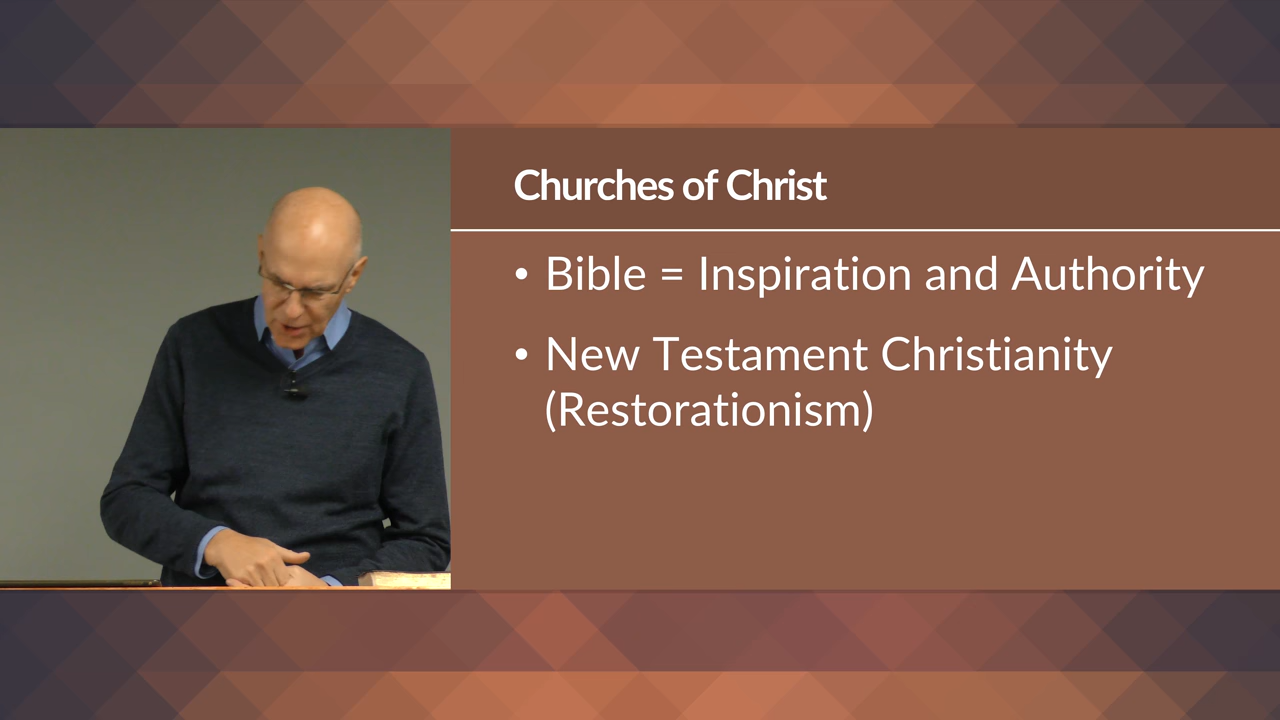 Churches of Christ
• Bible = Inspiration and Authority
• New Testament Christianity
(Restorationism)